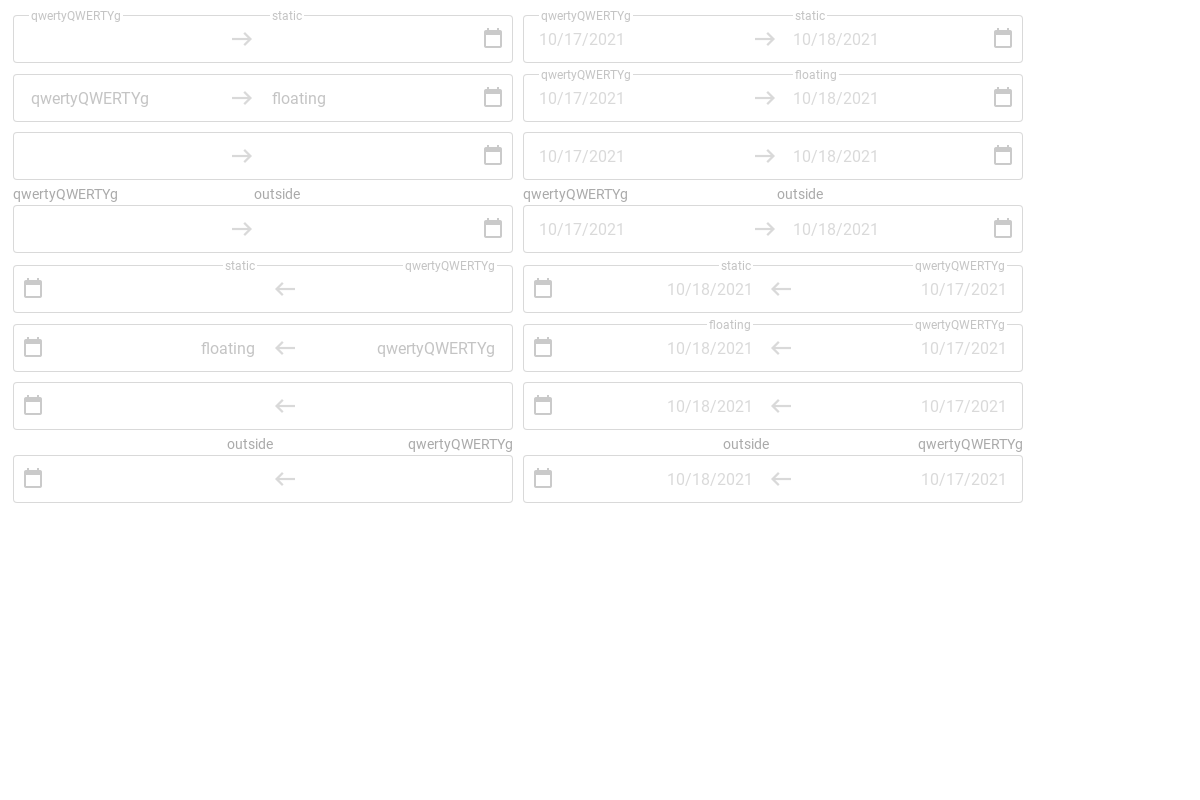 qwertyQWERTYg static qwertyQWERTYg static
10/17/2021 10/18/2021
qwertyQWERTYg floating
qwertyQWERTYg floating 10/17/2021 10/18/2021
10/17/2021 10/18/2021
qwertyQWERTYg outside qwertyQWERTYg outside
10/17/2021 10/18/2021
static qwertyQWERTYg static qwertyQWERTYg
10/18/2021 10/17/2021
floating qwertyQWERTYg
floating qwertyQWERTYg 10/18/2021 10/17/2021
10/18/2021 10/17/2021
outside qwertyQWERTYg outside qwertyQWERTYg
10/18/2021 10/17/2021